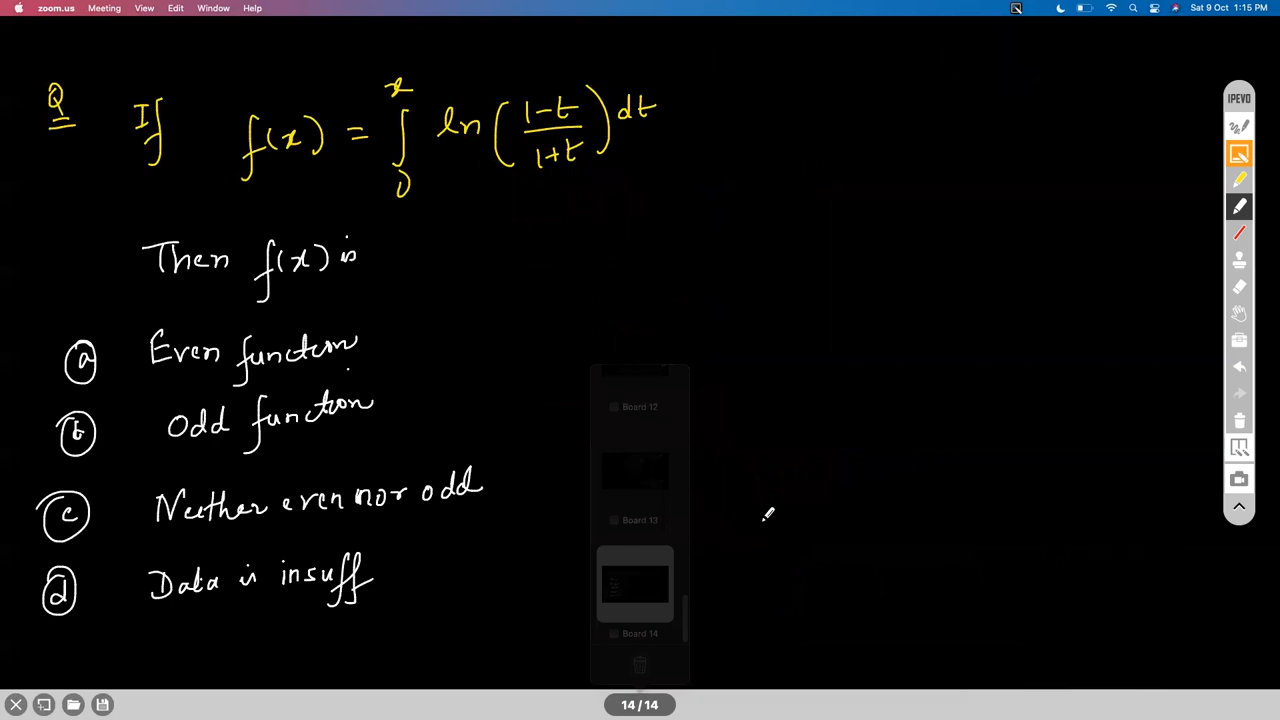 zoom.us Meeting View Edit Window Help Sat 9 Oct 1:15 PM
IPEVO
Q If f(x) = ∫₀ˣ ln((1-t)/(1+t)) dt
Then f(x) is
(a) Even function
(b) Odd function
(c) Neither even nor odd
(d) Data is insuff
Board 12
Board 13
Board 14
14 / 14